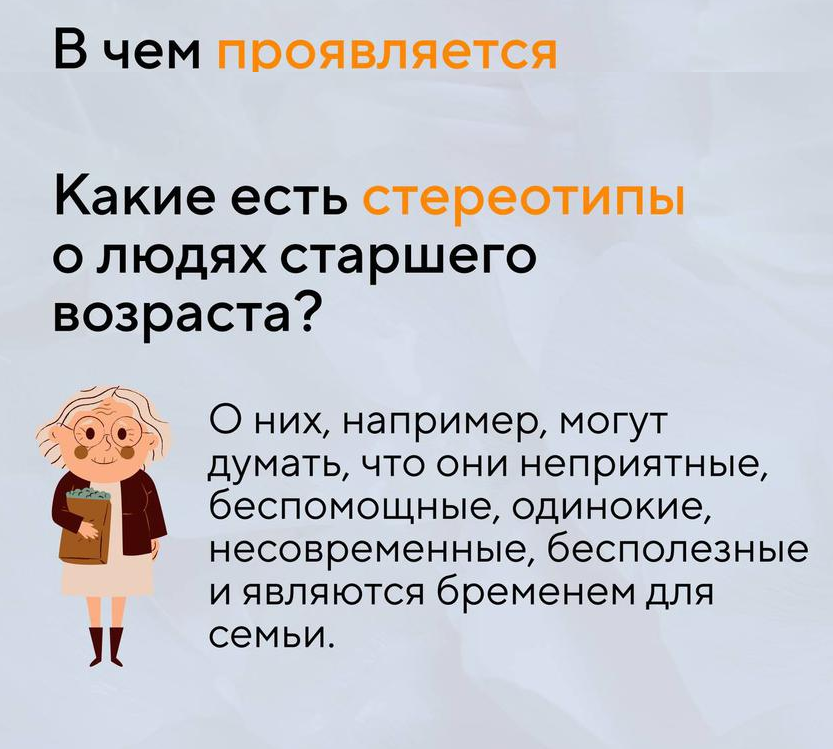 В чем проявляется
Какие есть стереотипы
о людях старшего
возраста?
О них, например, могут
думать, что они неприятные,
беспомощные, одинокие,
несовременные, бесполезные
и являются бременем для
семьи.